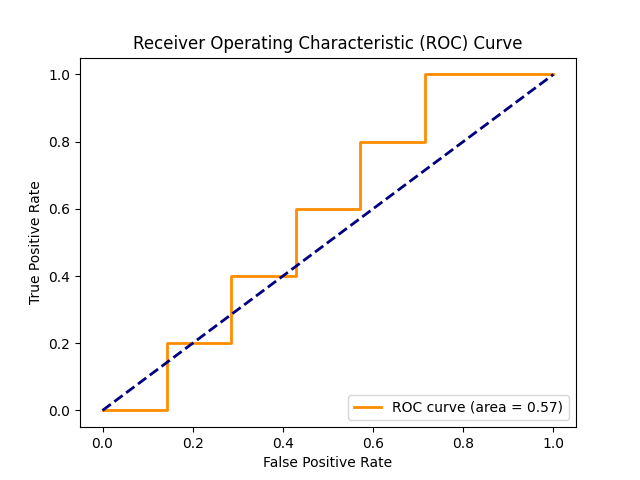 Receiver Operating Characteristic (ROC) Curve
1.0
0.8
0.6
0.4
0.2
0.0
True Positive Rate
ROC curve (area = 0.57)
0.0 0.2 0.4 0.6 0.8 1.0
False Positive Rate